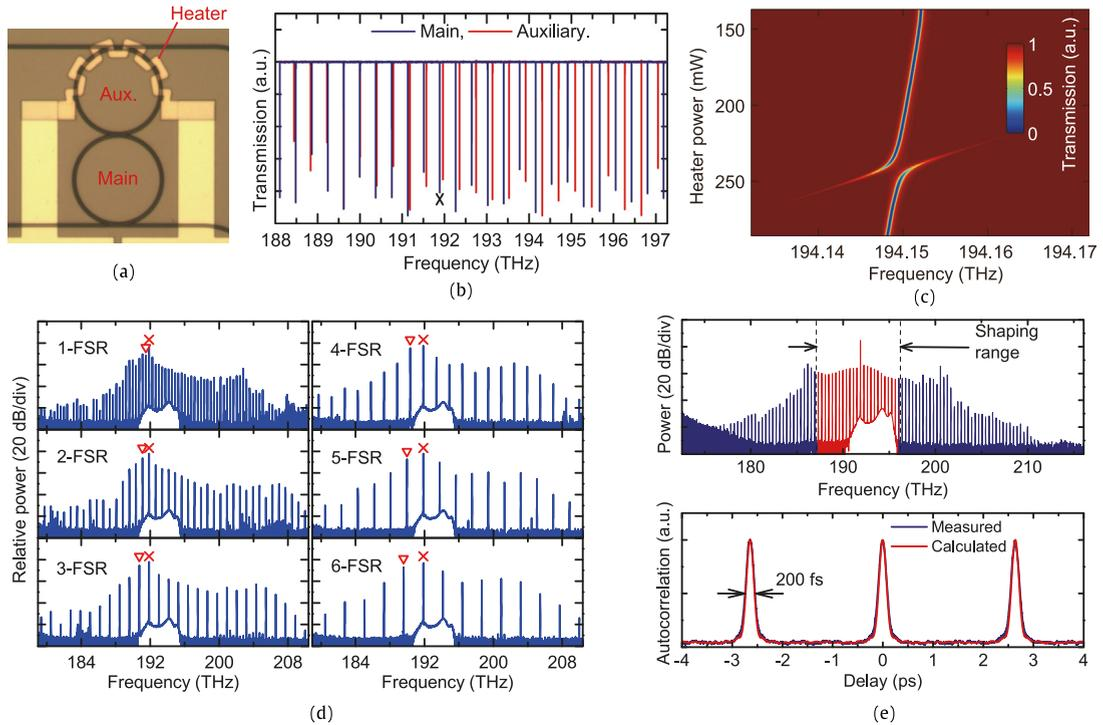 Heater
Aux.
Main
(a)
Main, Auxiliary.
Transmission (a.u.)
X
188 189 190 191 192 193 194 195 196 197
Frequency (THz)
(b)
150
200
250
Heater power (mW)
1
0.5
0
Transmission (a.u.)
194.14 194.15 194.16 194.17
Frequency (THz)
(c)
Relative power (20 dB/div)
1-FSR
4-FSR
2-FSR
5-FSR
3-FSR
6-FSR
184 192 200 208 184 192 200 208
Frequency (THz) Frequency (THz)
(d)
Power (20 dB/div)
Shaping
range
180 190 200 210
Frequency (THz)
Autocorrelation (a.u.)
Measured
Calculated
200 fs
-4 -3 -2 -1 0 1 2 3 4
Delay (ps)
(e)